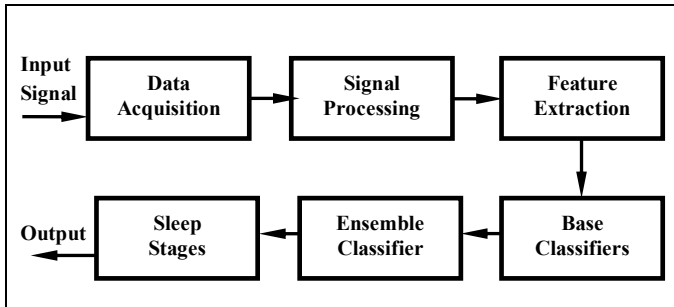 Input
Signal
Data
Acquisition
Signal
Processing
Feature
Extraction
Output
Sleep
Stages
Ensemble
Classifier
Base
Classifiers